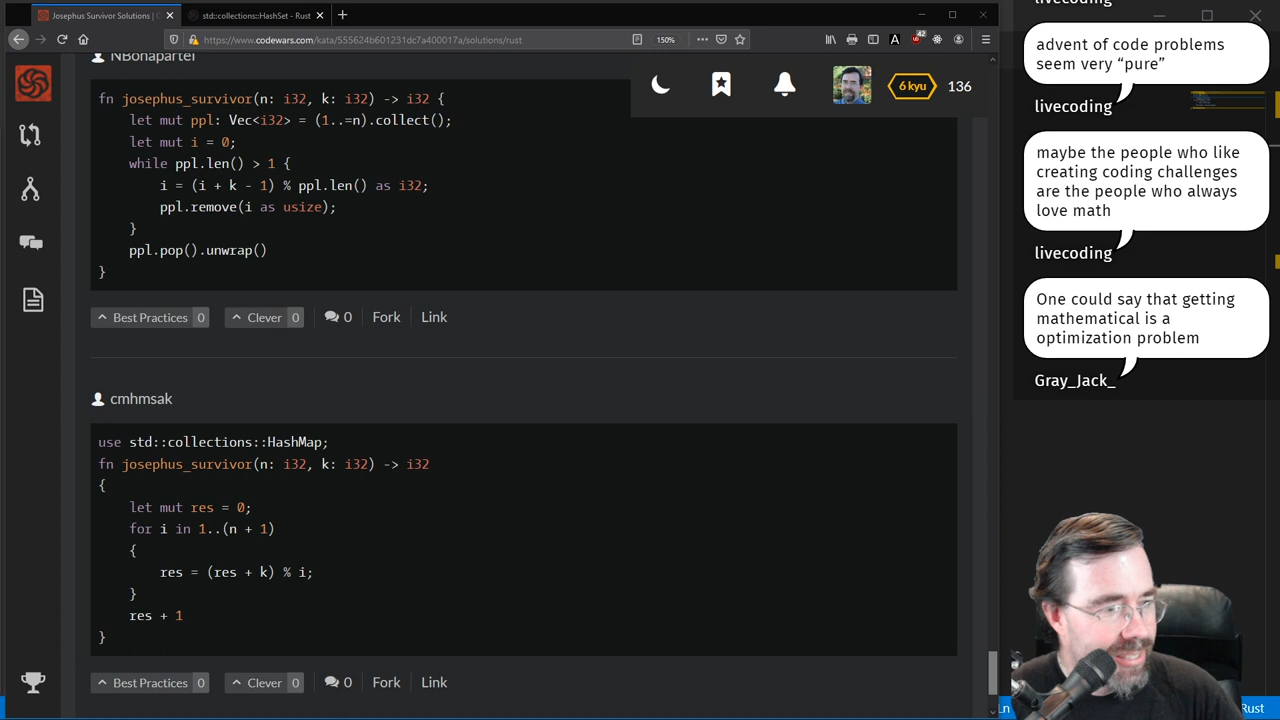 Josephus Survivor Solutions | C
std::collections::HashSet - Rust
https://www.codewars.com/kata/555624b601231dc7a400017a/solutions/rust
150%
42
NBonapartei
6 kyu
136
fn josephus_survivor(n: i32, k: i32) -> i32 {
let mut ppl: Vec<i32> = (1..=n).collect();
let mut i = 0;
while ppl.len() > 1 {
i = (i + k - 1) % ppl.len() as i32;
ppl.remove(i as usize);
}
ppl.pop().unwrap()
}
Best Practices 0
Clever 0
0
Fork
Link
cmhmsak
use std::collections::HashMap;
fn josephus_survivor(n: i32, k: i32) -> i32
{
let mut res = 0;
for i in 1..(n + 1)
{
res = (res + k) % i;
}
res + 1
}
Best Practices 0
Clever 0
0
Fork
Link
livecoding
advent of code problems
seem very “pure”
livecoding
maybe the people who like
creating coding challenges
are the people who always
love math
livecoding
One could say that getting
mathematical is a
optimization problem
Gray_Jack_
Ln
Rust